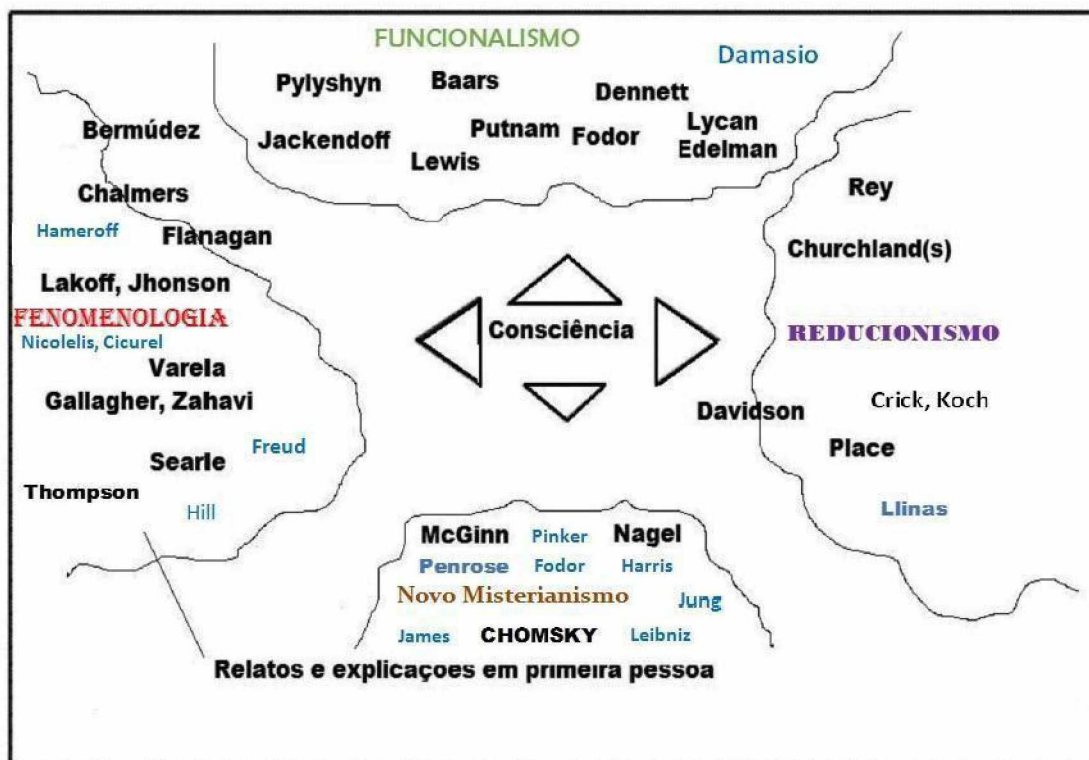 FUNCIONALISMO
Damasio
Pylyshyn
Baars
Dennett
Jackendoff
Putnam
Fodor
Lycan
Lewis
Edelman
Bermúdez
Chalmers
Hameroff
Flanagan
Lakoff, Jhonson
FENOMENOLOGIA
Nicolelis, Cicurel
Varela
Gallagher, Zahavi
Searle
Freud
Thompson
Hill
Consciência
Rey
Churchland(s)
REDUCIONISMO
Davidson
Crick, Koch
Place
Llinas
McGinn
Pinker
Nagel
Penrose
Fodor
Harris
Novo Misterianismo
Jung
James
CHOMSKY
Leibniz
Relatos e explicações em primeira pessoa